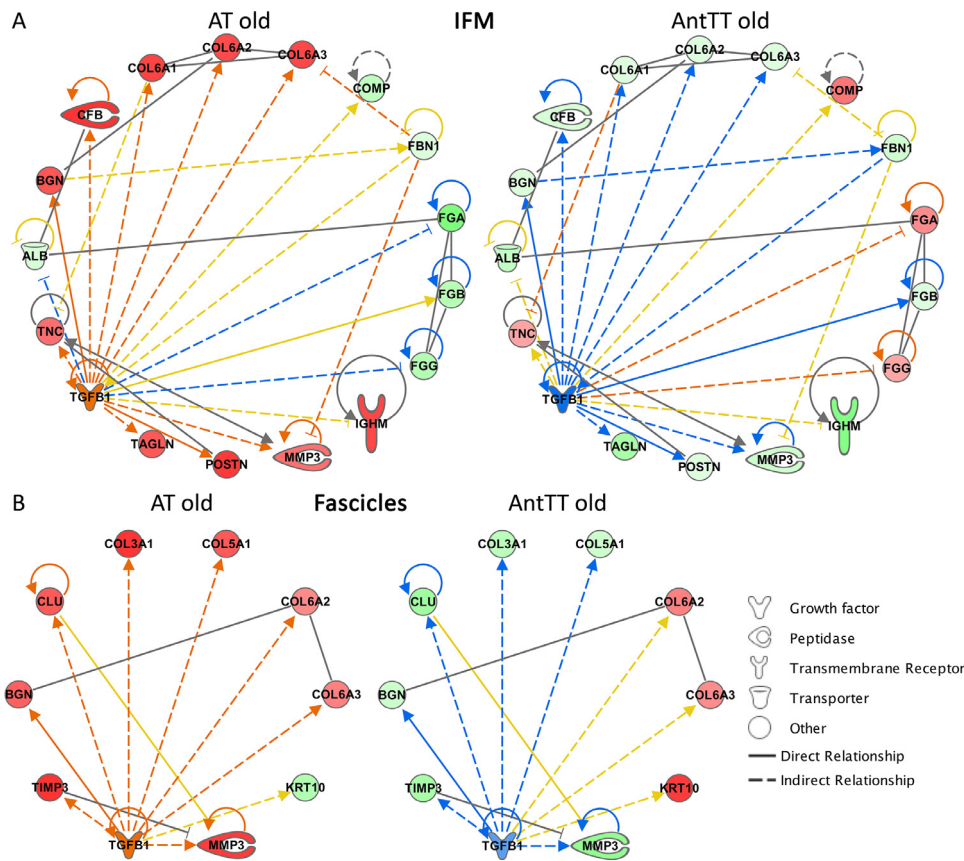 A AT old IFM AntTT old
COL6A2 COL6A2
COL6A1 COL6A3 COL6A1 COL6A3
COMP COMP
CFB CFB
FBN1 FBN1
BGN BGN
FGA FGA
ALB ALB
FGB FGB
TNC TNC
FGG FGG
TGFB1 TGFB1
IGHM IGHM
TAGLN TAGLN
POSTN MMP3 POSTN MMP3
B AT old Fascicles AntTT old
COL3A1 COL5A1 COL3A1 COL5A1
CLU COL6A2 CLU COL6A2
Growth factor
Peptidase
Transmembrane Receptor
BGN COL6A3 BGN COL6A3
Transporter
Other
Direct Relationship
Indirect Relationship
TIMP3 KRT10 TIMP3 KRT10
TGFB1 MMP3 TGFB1 MMP3